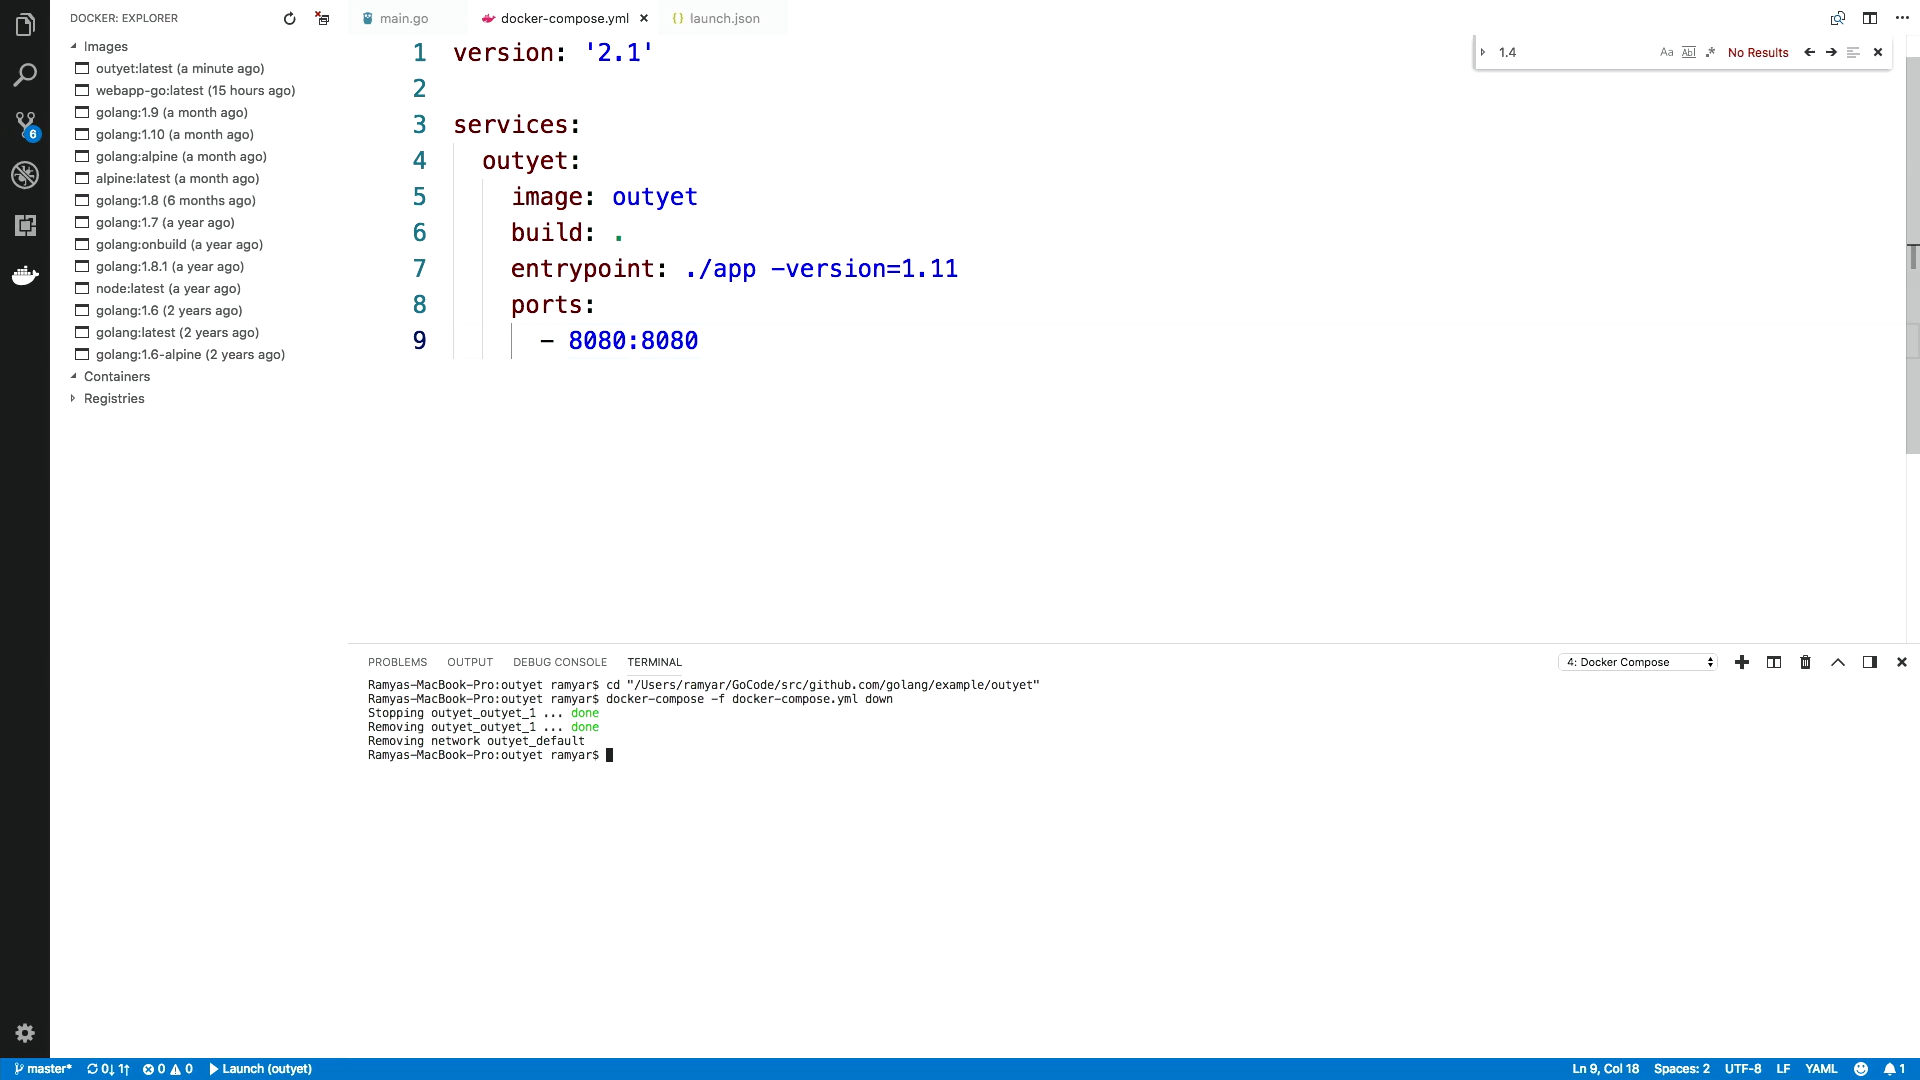 DOCKER: EXPLORER
Images
outyet:latest (a minute ago)
webapp-go:latest (15 hours ago)
golang:1.9 (a month ago)
golang:1.10 (a month ago)
golang:alpine (a month ago)
alpine:latest (a month ago)
golang:1.8 (6 months ago)
golang:1.7 (a year ago)
golang:onbuild (a year ago)
golang:1.8.1 (a year ago)
node:latest (a year ago)
golang:1.6 (2 years ago)
golang:latest (2 years ago)
golang:1.6-alpine (2 years ago)
Containers
Registries
6
main.go
docker-compose.yml
{} launch.json
1.4
Aa Abl .* No Results
1 version: '2.1'
2
3 services:
4 outyet:
5 image: outyet
6 build: .
7 entrypoint: ./app -version=1.11
8 ports:
9 - 8080:8080
PROBLEMS OUTPUT DEBUG CONSOLE TERMINAL
4: Docker Compose
Ramyas-MacBook-Pro:outyet ramyar$ cd "/Users/ramyar/GoCode/src/github.com/golang/example/outyet"
Ramyas-MacBook-Pro:outyet ramyar$ docker-compose -f docker-compose.yml down
Stopping outyet_outyet_1 ... done
Removing outyet_outyet_1 ... done
Removing network outyet_default
Ramyas-MacBook-Pro:outyet ramyar$
master* 0↓ 1↑ 0 0 Launch (outyet)
Ln 9, Col 18 Spaces: 2 UTF-8 LF YAML 1